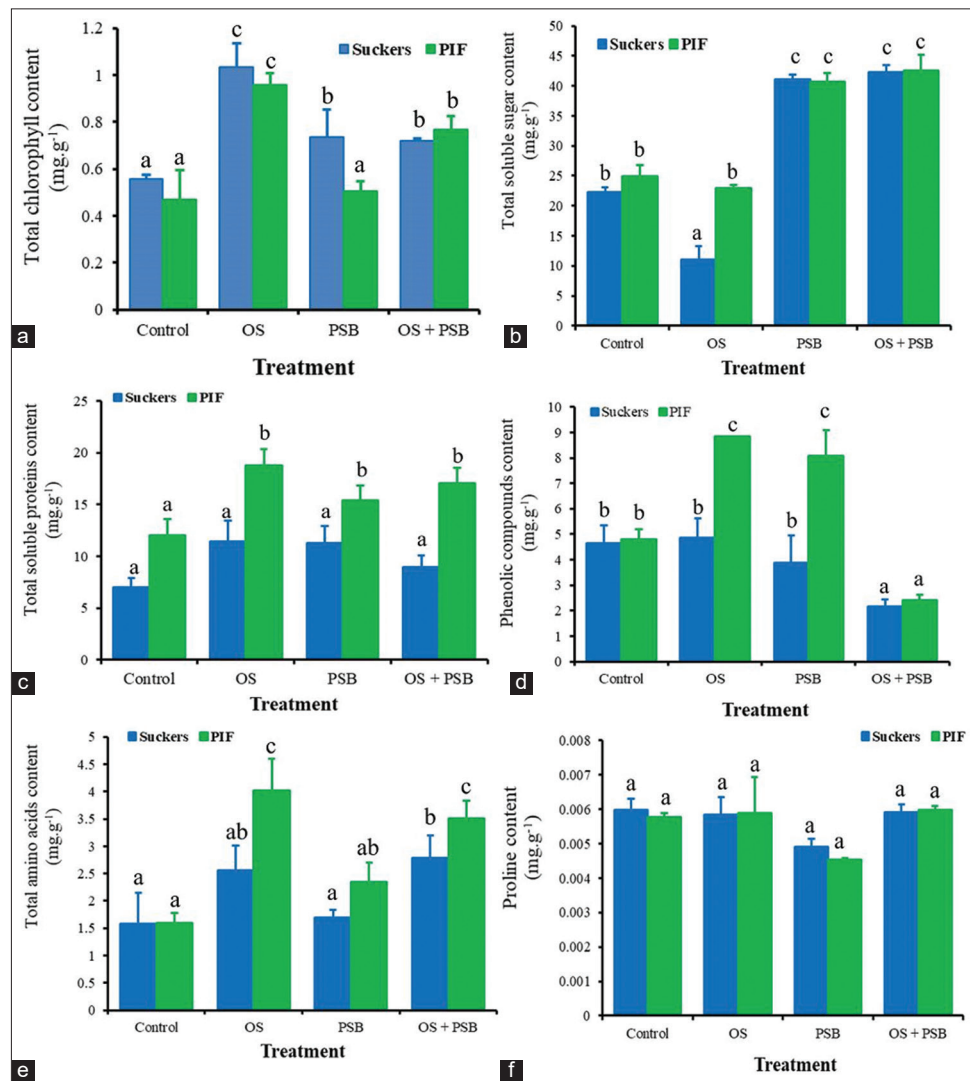 Total chlorophyll content
(mg.g-1)
1.2
1
0.8
0.6
0.4
0.2
0
Suckers PIF
a a c c b a b b
Control OS PSB OS + PSB
Treatment
a
Total soluble sugar content
(mg.g-1)
50
45
40
35
30
25
20
15
10
5
0
Suckers PIF
b b a b c c c c
Control OS PSB OS + PSB
Treatment
b
Total soluble proteins content
(mg.g-1)
25
20
15
10
5
0
Suckers PIF
a a a b a b a b
Control OS PSB OS + PSB
Treatment
c
Phenolic compounds content
(mg.g-1)
10
9
8
7
6
5
4
3
2
1
0
Suckers PIF
b b b c b c a a
Control OS PSB OS + PSB
Treatment
d
Total amino acids content
(mg.g-1)
5
4.5
4
3.5
3
2.5
2
1.5
1
0.5
0
Suckers PIF
a a ab c a ab b c
Control OS PSB OS + PSB
Treatment
e
Proline content
(mg.g-1)
0.008
0.007
0.006
0.005
0.004
0.003
0.002
0.001
0
Suckers PIF
a a a a a a a a
Control OS PSB OS + PSB
Treatment
f